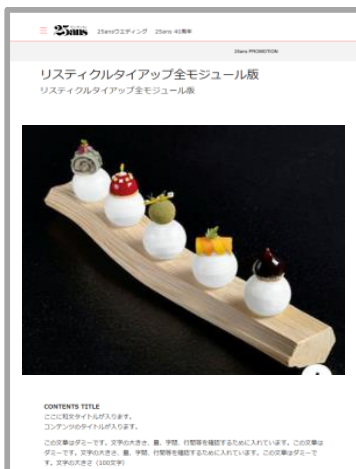 25ans 25ansウエディング 25ans 40周年
25ans PROMOTION
リスティクルタイアップ全モジュール版
リスティクルタイアップ全モジュール版
CONTENTS TITLE
ここに和文タイトルが入ります。
コンテンツのタイトルが入ります。
この文章はダミーです。文字の大きさ、量、字間、行間等を確認するために入れています。この文章は
ダミーです。文字の大きさ、量、字間、行間等を確認するために入れています。この文章はダミーで
す。文字の大きさ（100文字）